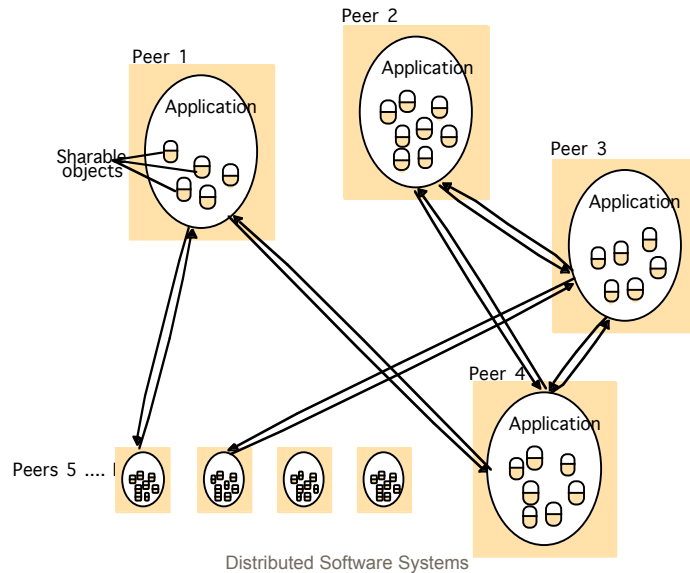 Peer 2
Peer 1
Application
Application
Sharable
objects
Peer 3
Application
Peer 4
Application
Peers 5 ....
Distributed Software Systems